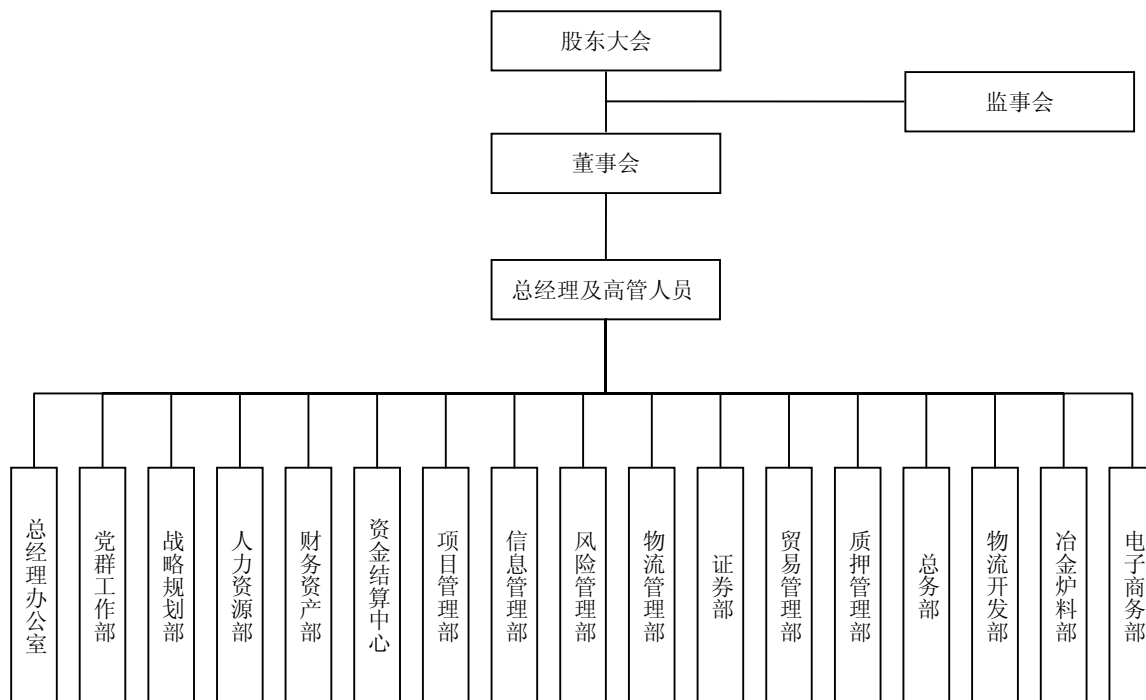 股东大会
监事会
董事会
总经理及高管人员
总经理办公室
党群工作部
战略规划部
人力资源部
财务资产部
资金结算中心
项目管理部
信息管理部
风险管理部
物流管理部
证券部
贸易管理部
质押管理部
总务部
物流开发部
冶金炉料部
电子商务部